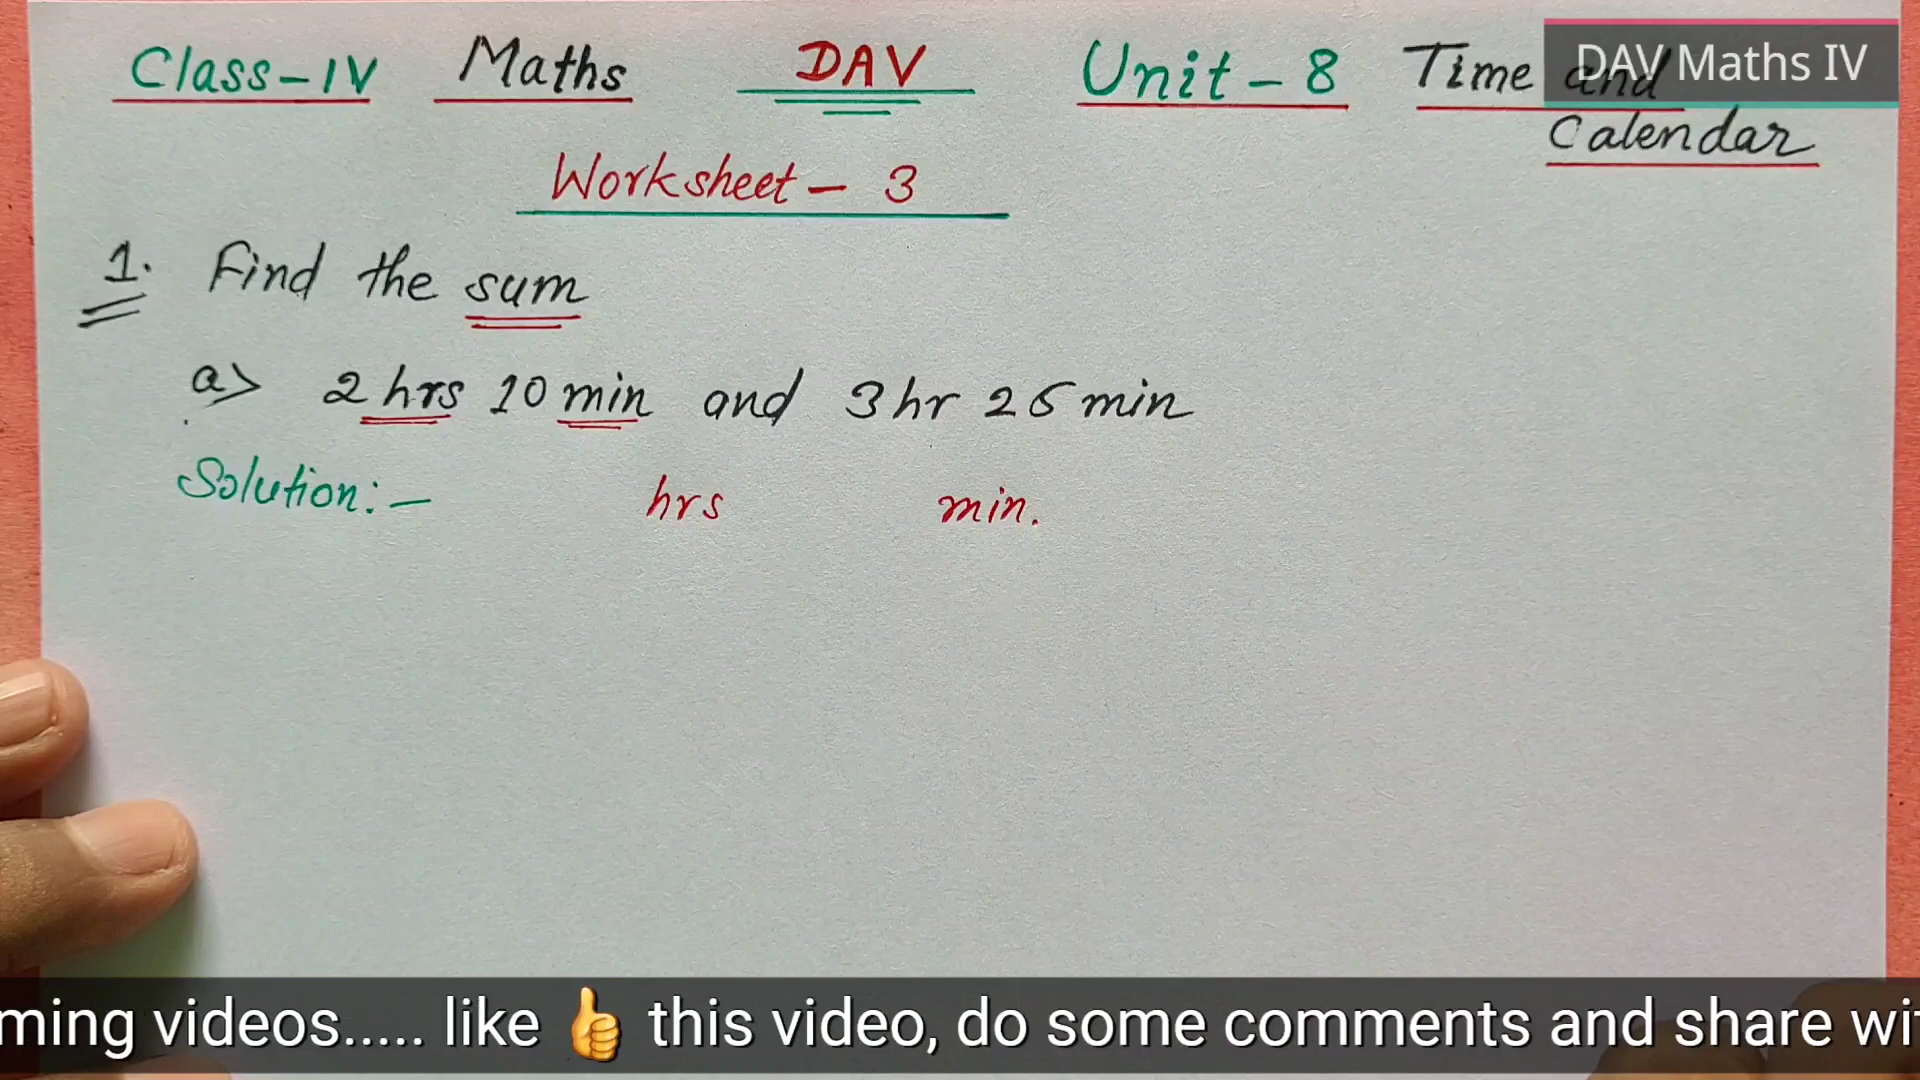 Class-IV Maths DAV Unit-8 Time and
DAV Maths IV
Calendar
Worksheet-3
1. Find the sum
a> 2 hrs 10 min and 3 hr 25 min
Solution:-
hrs min.
ming videos..... like 👍 this video, do some comments and share wi